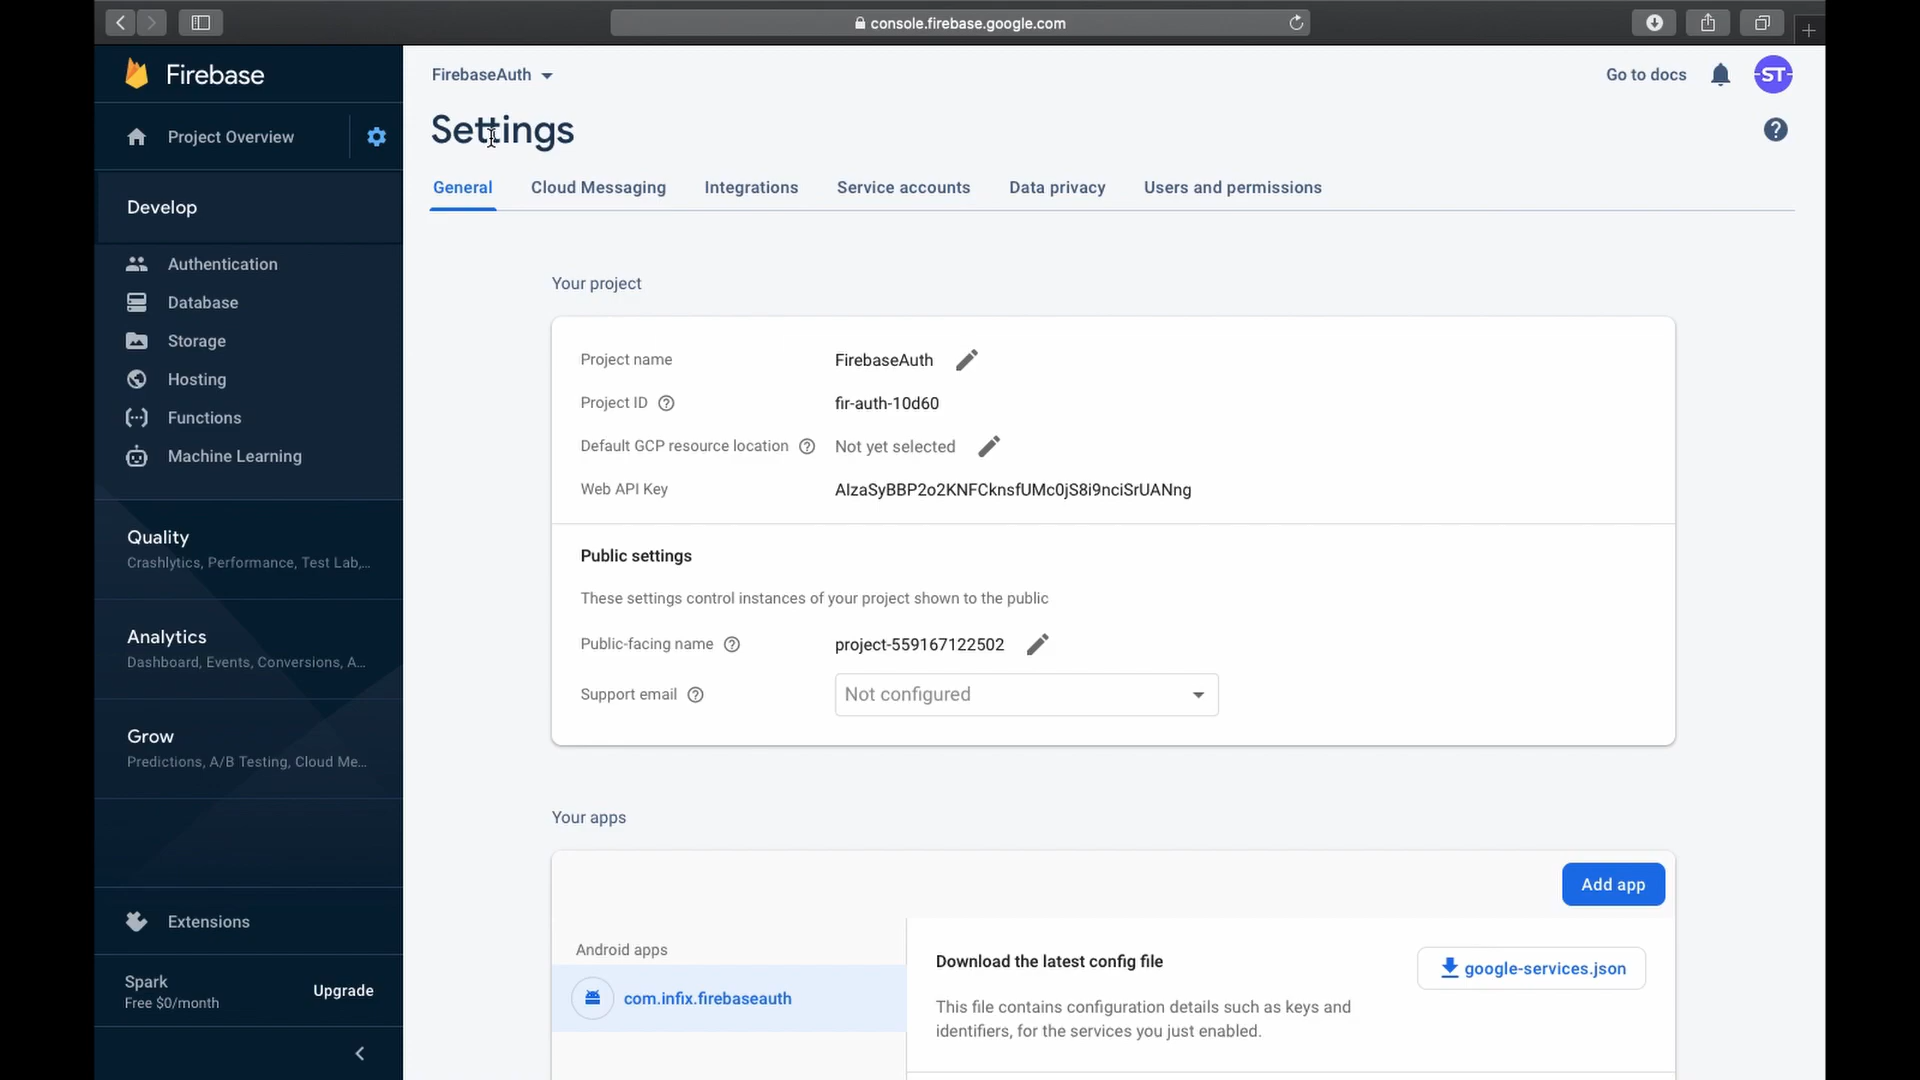 console.firebase.google.com
Firebase
FirebaseAuth
Go to docs
ST
Project Overview
Settings
General
Cloud Messaging
Integrations
Service accounts
Data privacy
Users and permissions
Develop
Authentication
Database
Storage
Hosting
Functions
Machine Learning
Quality
Crashlytics, Performance, Test Lab,...
Analytics
Dashboard, Events, Conversions, A...
Grow
Predictions, A/B Testing, Cloud Me...
Extensions
Spark
Free $0/month
Upgrade
Your project
Project name FirebaseAuth
Project ID fir-auth-10d60
Default GCP resource location Not yet selected
Web API Key AIzaSyBBP2o2KNFCknsfUMc0jS8i9nciSrUANng
Public settings
These settings control instances of your project shown to the public
Public-facing name project-559167122502
Support email Not configured
Your apps
Add app
Android apps
com.infix.firebaseauth
Download the latest config file
google-services.json
This file contains configuration details such as keys and
identifiers, for the services you just enabled.